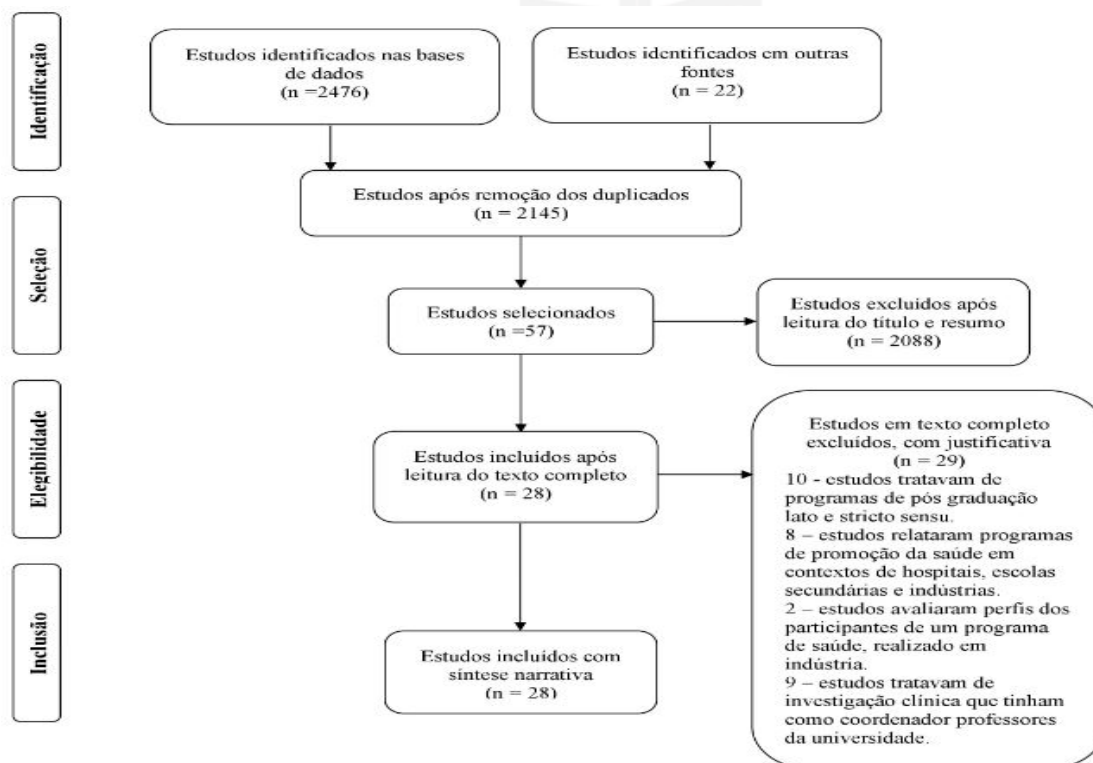 Identificação
Estudos identificados nas bases
de dados
(n =2476)
Estudos identificados em outras
fontes
(n = 22)
Estudos após remoção dos duplicados
(n = 2145)
Seleção
Estudos selecionados
(n =57)
Estudos excluídos após
leitura do título e resumo
(n = 2088)
Elegibilidade
Estudos incluídos após
leitura do texto completo
(n = 28)
Estudos em texto completo
excluídos, com justificativa
(n = 29)
10 - estudos tratavam de
programas de pós graduação
lato e stricto sensu.
8 – estudos relataram programas
de promoção da saúde em
contextos de hospitais, escolas
secundárias e indústrias.
2 – estudos avaliaram perfis dos
participantes de um programa
de saúde, realizado em
indústria.
9 – estudos tratavam de
investigação clínica que tinham
como coordenador professores
da universidade.
Inclusão
Estudos incluídos com
síntese narrativa
(n = 28)